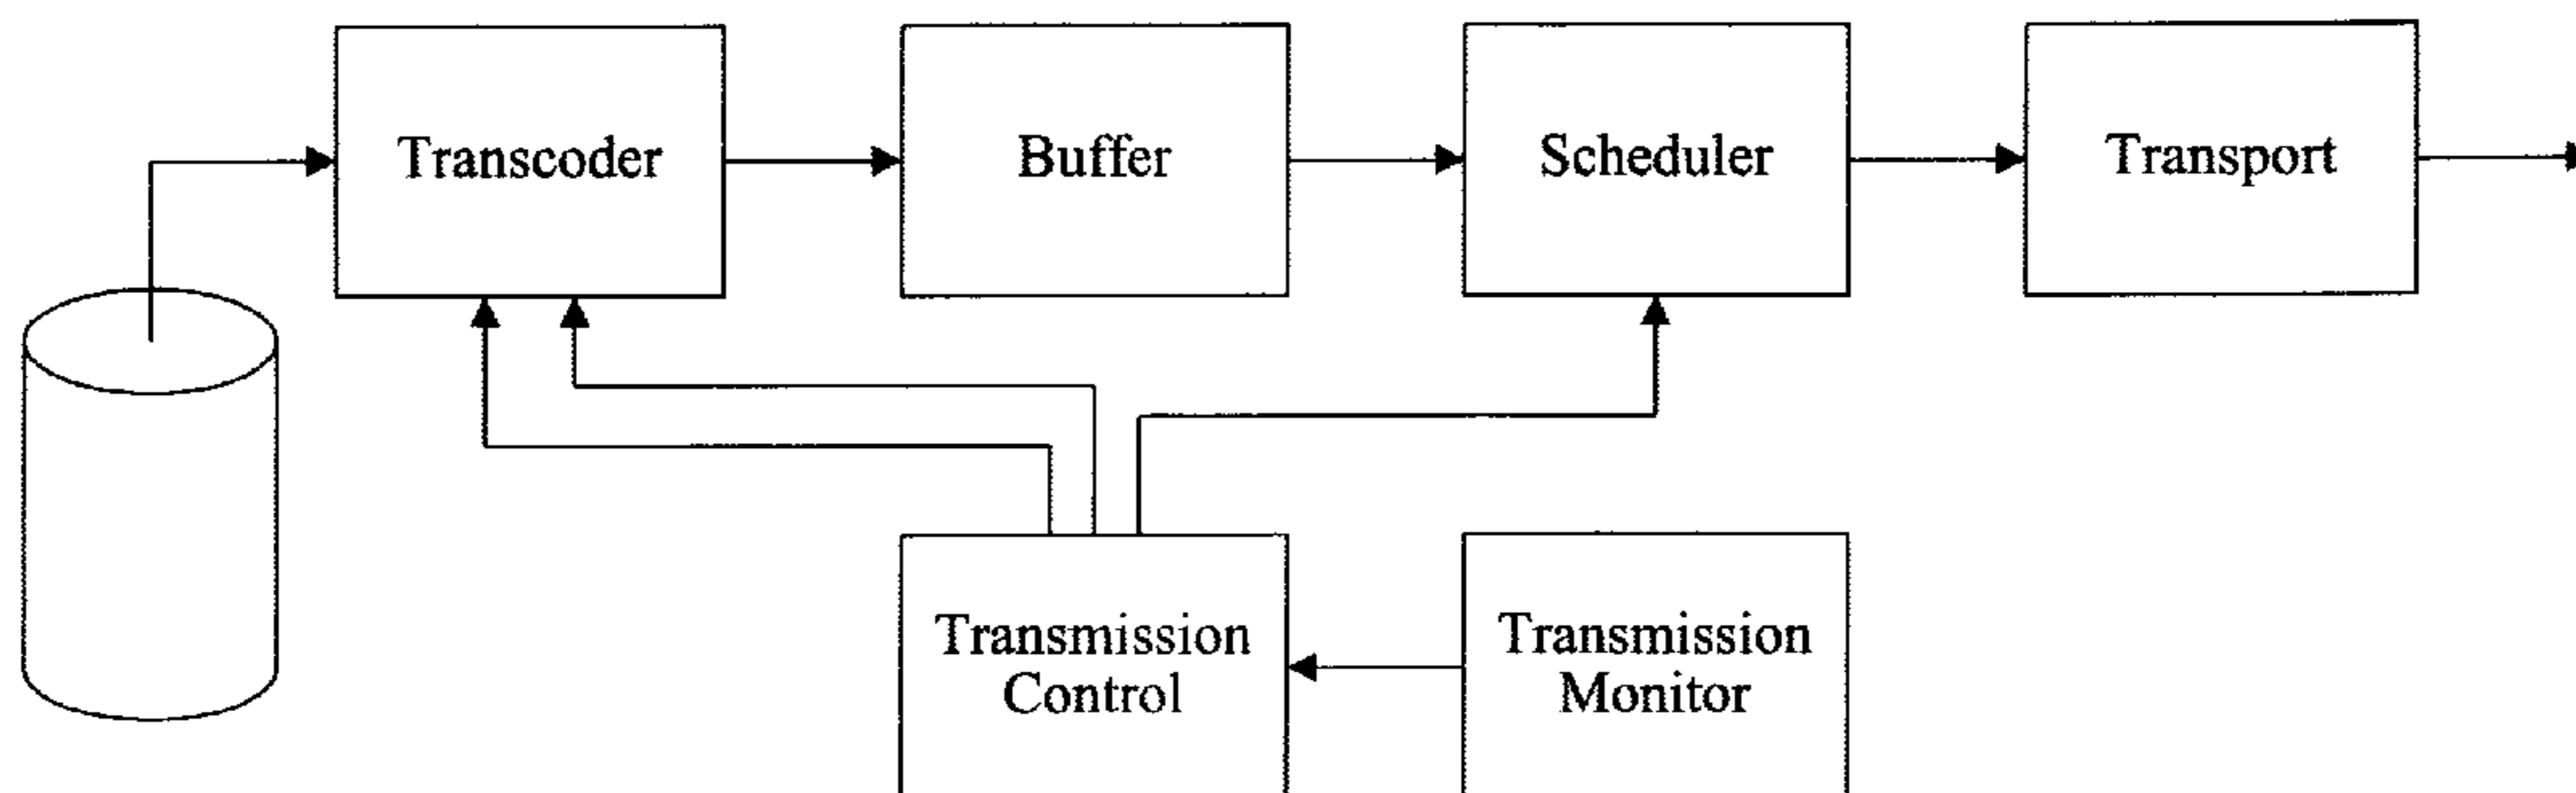 Transcoder
Buffer
Scheduler
Transport
Transmission
Control
Transmission
Monitor